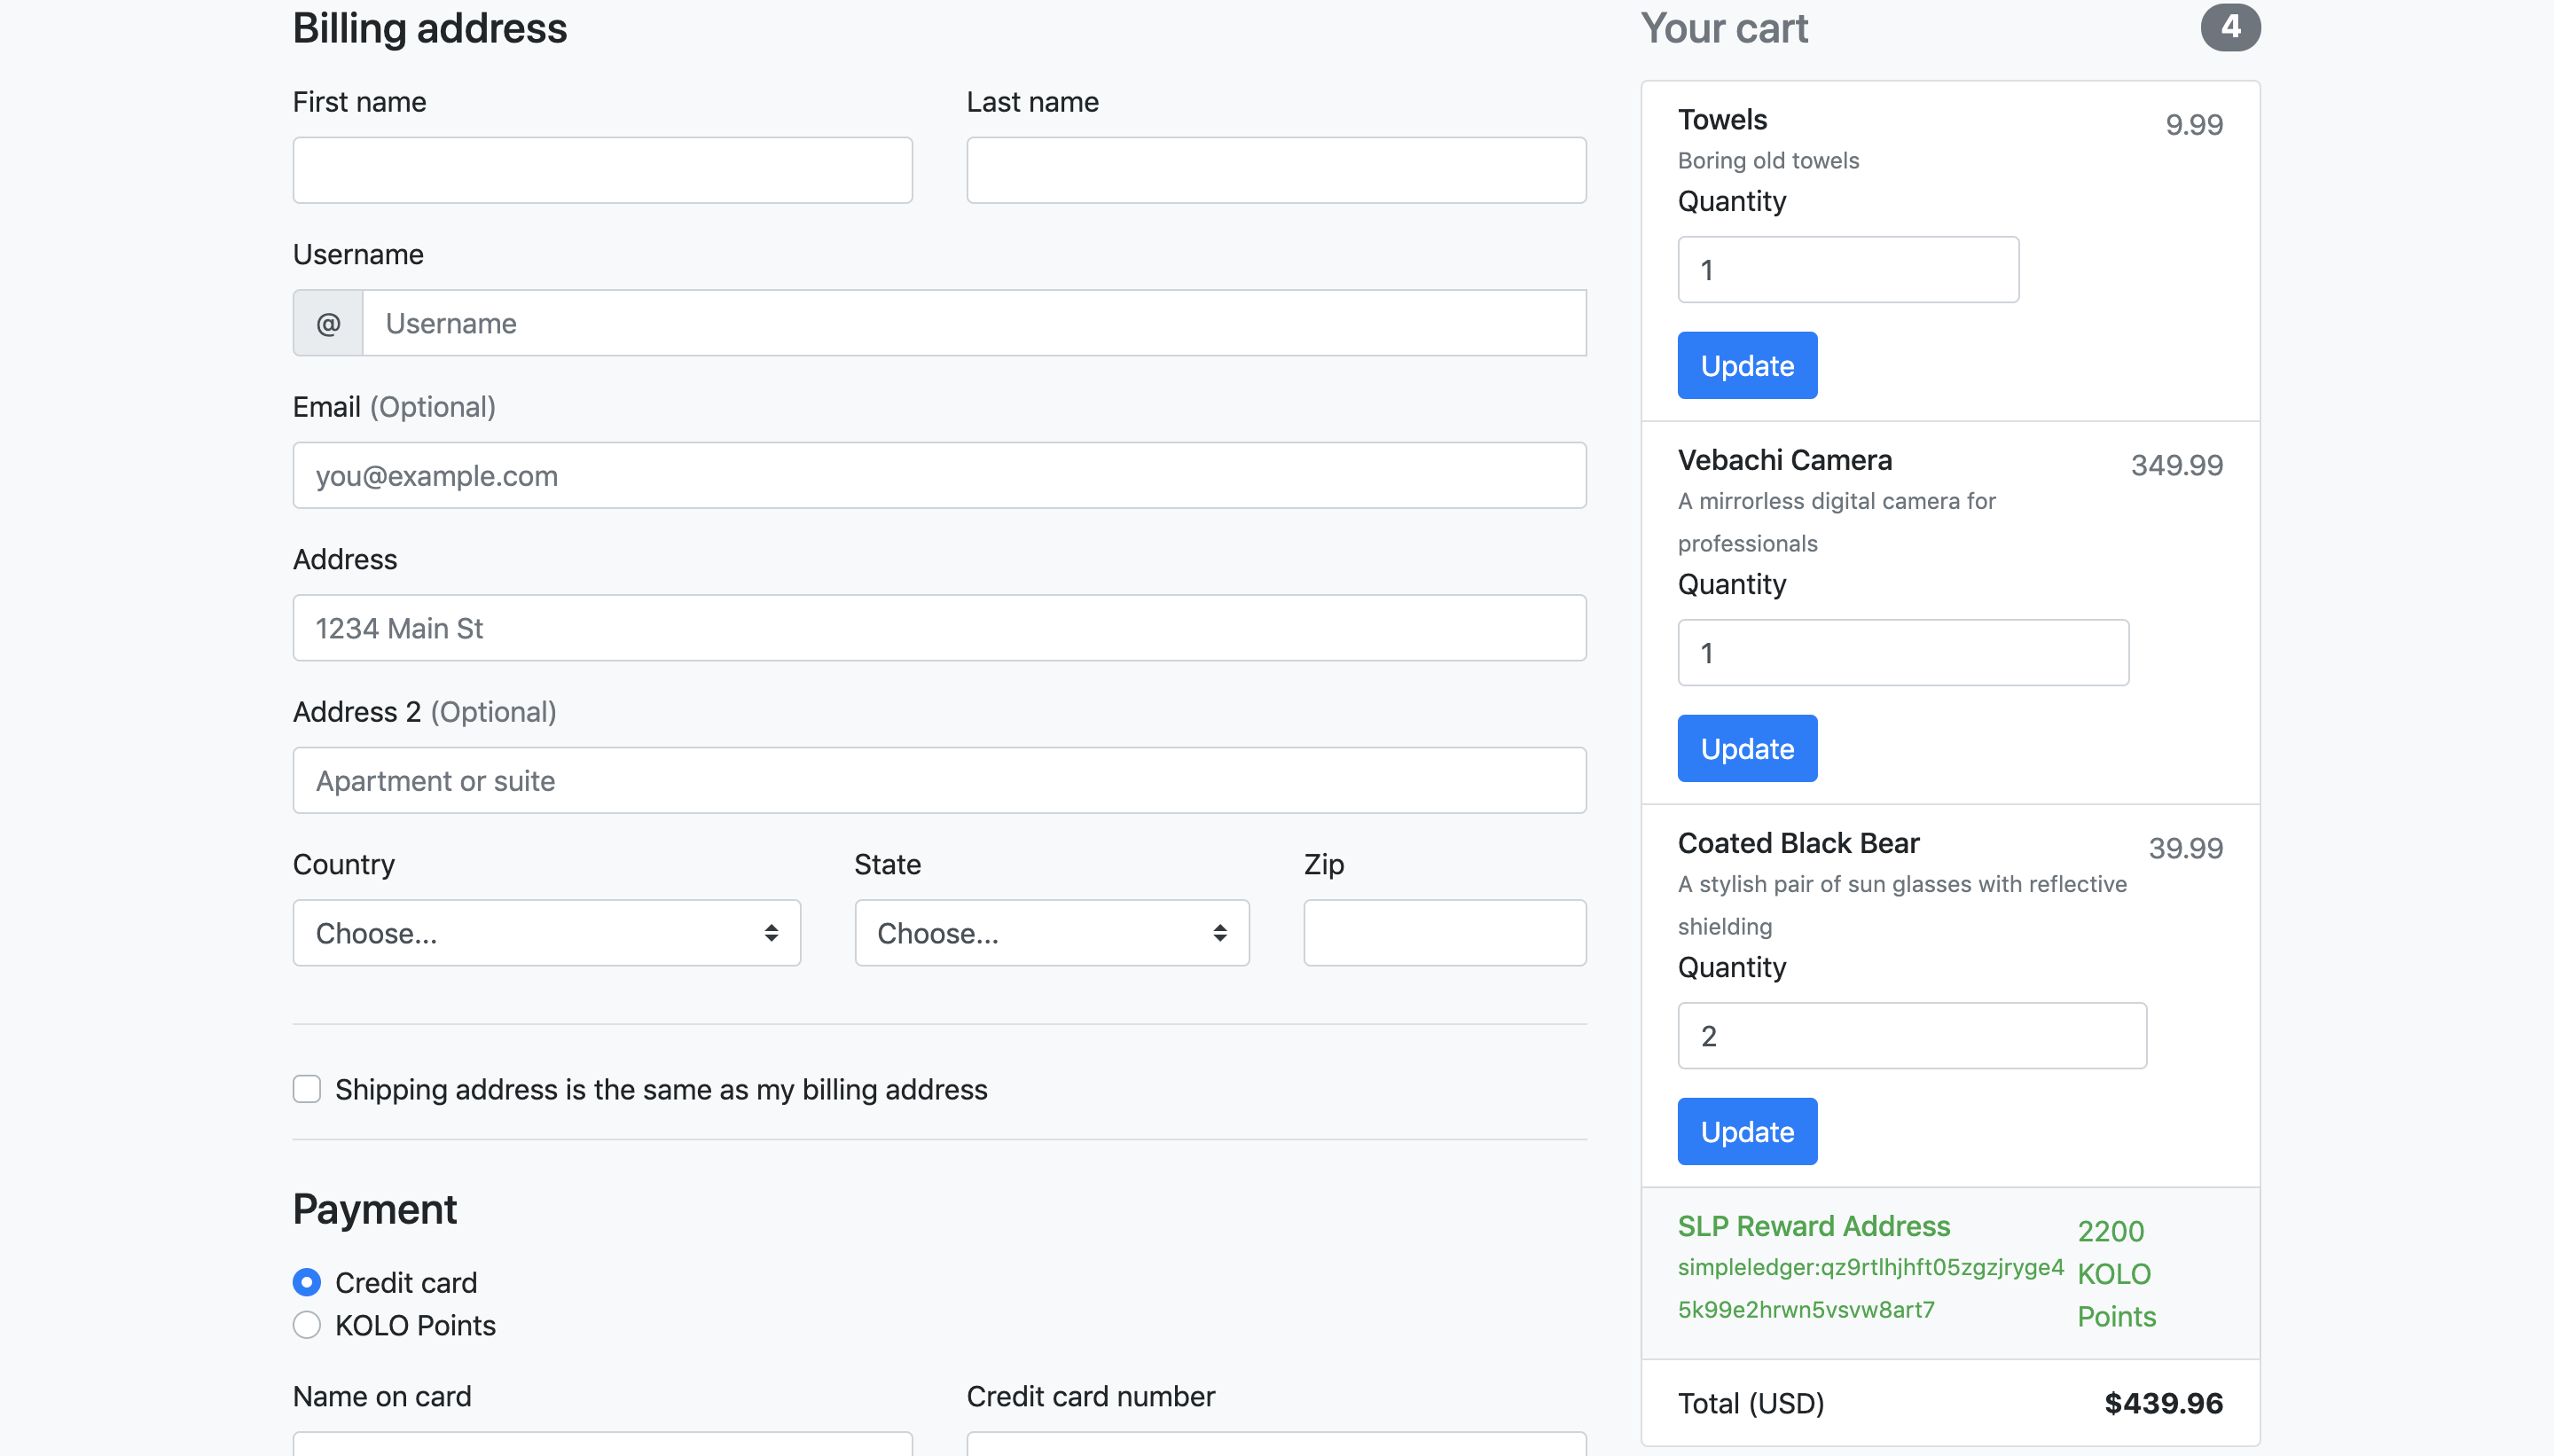 Billing address
First name
Last name
Username
@
Username
Email (Optional)
you@example.com
Address
1234 Main St
Address 2 (Optional)
Apartment or suite
Country
State
Zip
Choose...
Choose...
Shipping address is the same as my billing address
Payment
Credit card
KOLO Points
Name on card
Credit card number
Your cart
4
Towels
9.99
Boring old towels
Quantity
1
Update
Vebachi Camera
349.99
A mirrorless digital camera for
professionals
Quantity
1
Update
Coated Black Bear
39.99
A stylish pair of sun glasses with reflective
shielding
Quantity
2
Update
SLP Reward Address
simpleledger:qz9rtlhjhft05zgzjryge4
5k99e2hrwn5vsvw8art7
2200
KOLO
Points
Total (USD)
$439.96